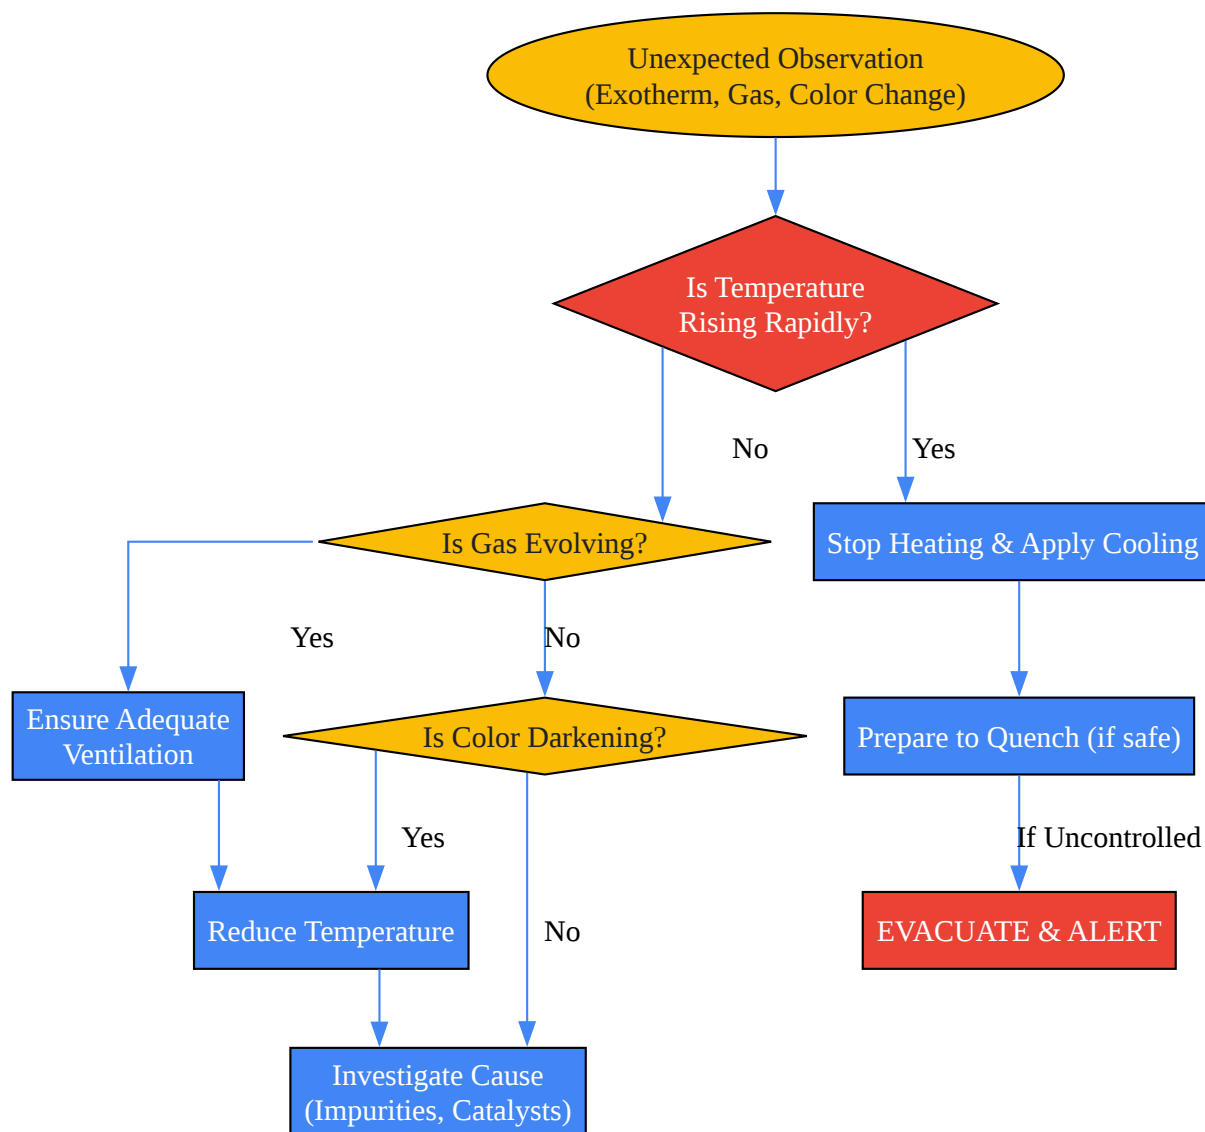 Unexpected Observation
(Exotherm, Gas, Color Change)
Is Temperature
Rising Rapidly?
No
Yes
Is Gas Evolving?
Stop Heating & Apply Cooling
Yes
No
Ensure Adequate
Ventilation
Is Color Darkening?
Prepare to Quench (if safe)
Yes
If Uncontrolled
Reduce Temperature
No
EVACUATE & ALERT
Investigate Cause
(Impurities, Catalysts)